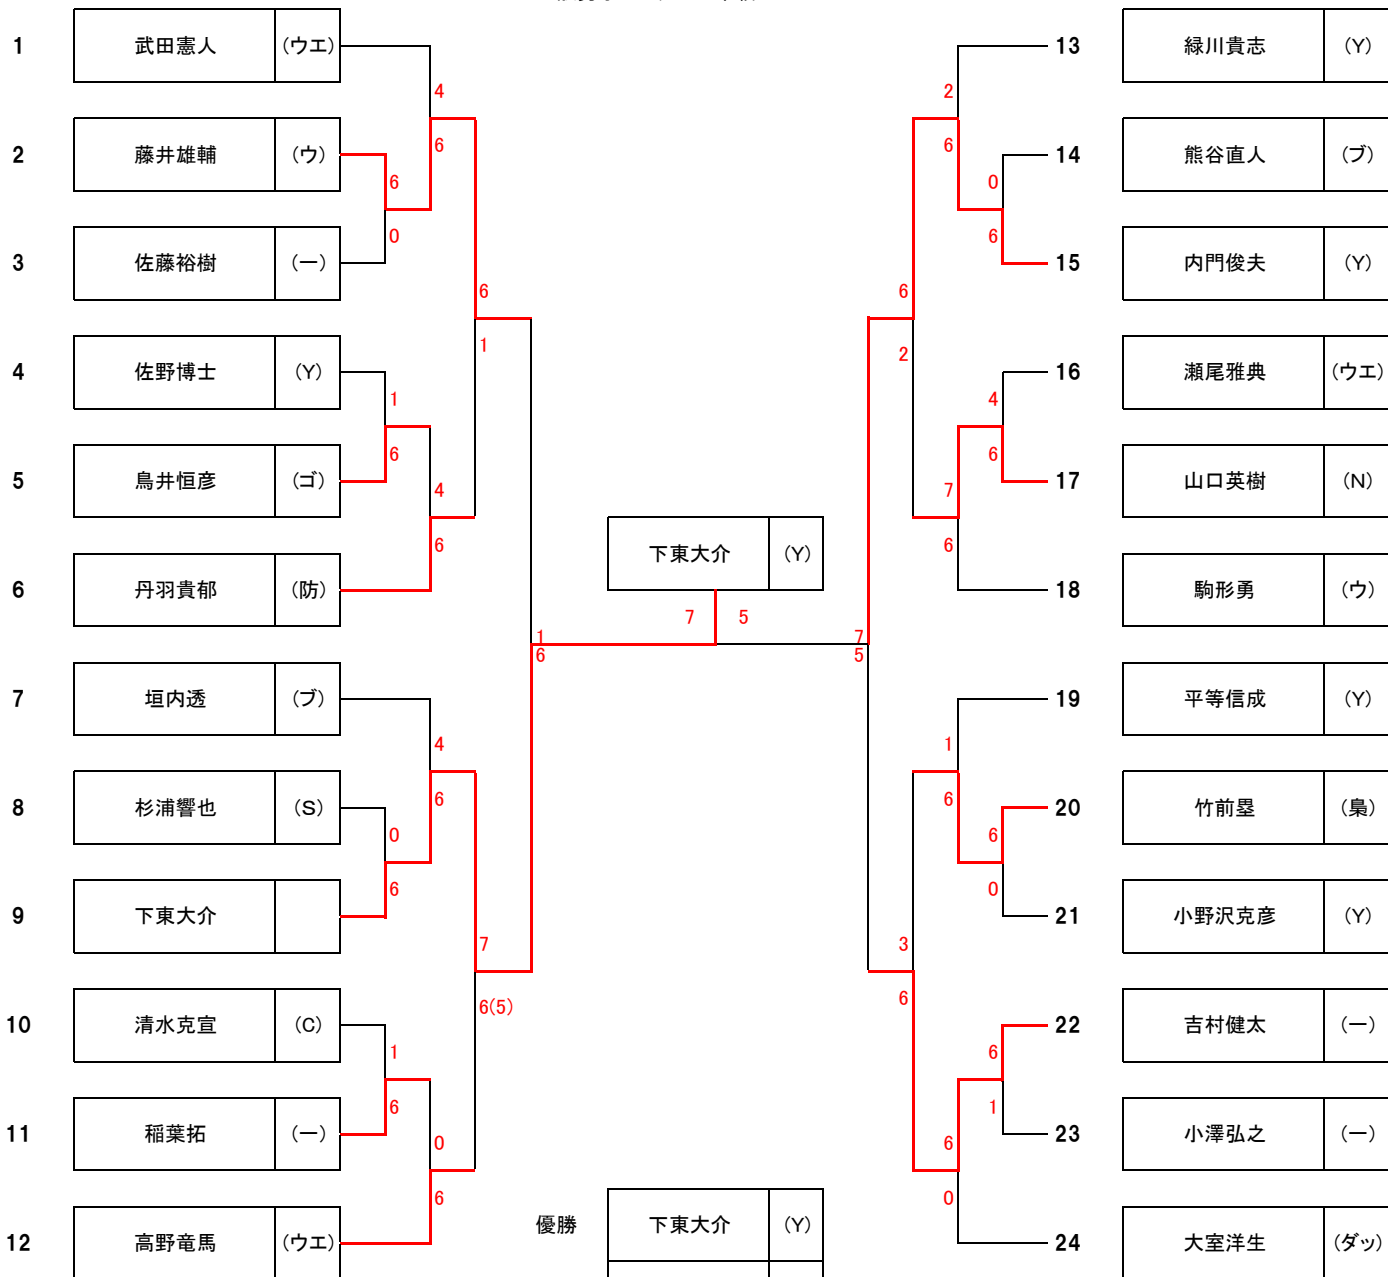 1 武田憲人 (ウエ)
2 藤井雄輔 (ウ)
3 佐藤裕樹 (一)
4 佐野博士 (Y)
5 鳥井恒彦 (ゴ)
6 丹羽貴郁 (防)
7 垣内透 (ブ)
8 杉浦響也 (S)
9 下東大介
10 清水克宣 (C)
11 稲葉拓 (一)
12 高野竜馬 (ウエ)
4
6
6
0
6
1
1
6
4
6
1
6
4
6
0
6
7
6(5)
1
6
0
6
下東大介 (Y)
7 5
優勝 下東大介 (Y)
7
5
2
6
0
6
6
2
4
6
7
6
1
6
6
0
3
6
6
1
6
0
13 緑川貴志 (Y)
14 熊谷直人 (ブ)
15 内門俊夫 (Y)
16 瀬尾雅典 (ウエ)
17 山口英樹 (N)
18 駒形勇 (ウ)
19 平等信成 (Y)
20 竹前塁 (梟)
21 小野沢克彦 (Y)
22 吉村健太 (一)
23 小澤弘之 (一)
24 大室洋生 (ダッ)